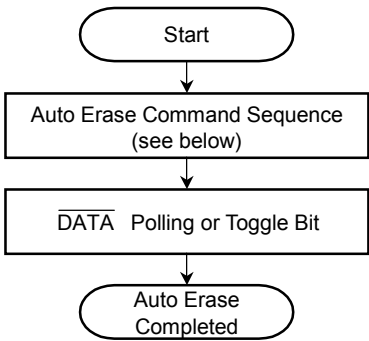 Start
Auto Erase Command Sequence
(see below)
DATA Polling or Toggle Bit
Auto Erase
Completed